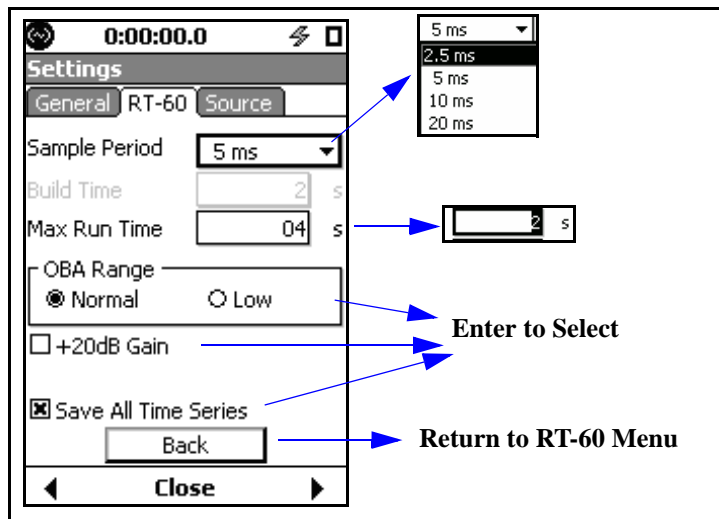 0:00:00.0
Settings
General RT-60 Source
Sample Period 5 ms
Build Time 2 s
Max Run Time 04 s
OBA Range
Normal Low
+20dB Gain
Save All Time Series
Back
Close
5 ms
2.5 ms
5 ms
10 ms
20 ms
2 s
Enter to Select
Return to RT-60 Menu